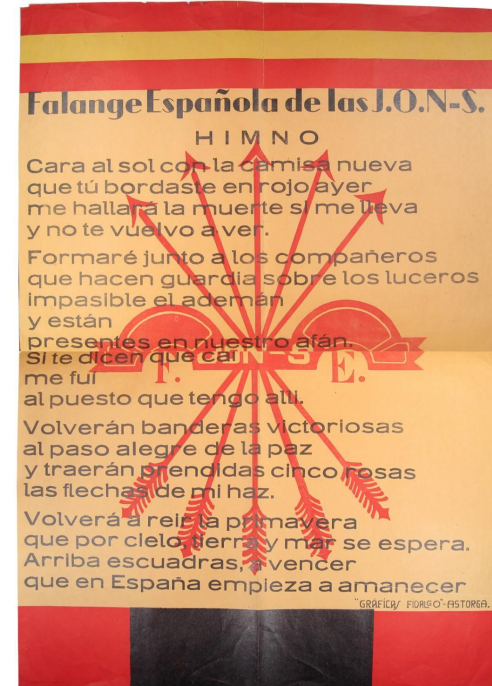 Falange Española de las J.O.N-S.
HIMNO
Cara al sol con la camisa nueva
que tú bordaste en rojo ayer
me hallará la muerte si me lleva
y no te vuelvo a ver.
Formaré junto a los compañeros
que hacen guardia sobre los luceros
impasible el ademán
y están
presentes en nuestro afán.
Si te dicen que caí
me fuí
al puesto que tengo allí.
Volverán banderas victoriosas
al paso alegre de la paz
y traerán prendidas cinco rosas
las flechas de mi haz.
Volverá a reir la primavera
que por cielo, tierra y mar se espera.
Arriba escuadras, a vencer
que en España empieza a amanecer
J-ON-S
F. E.
"GRÁFICAS FIDALGO"-ASTORGA.